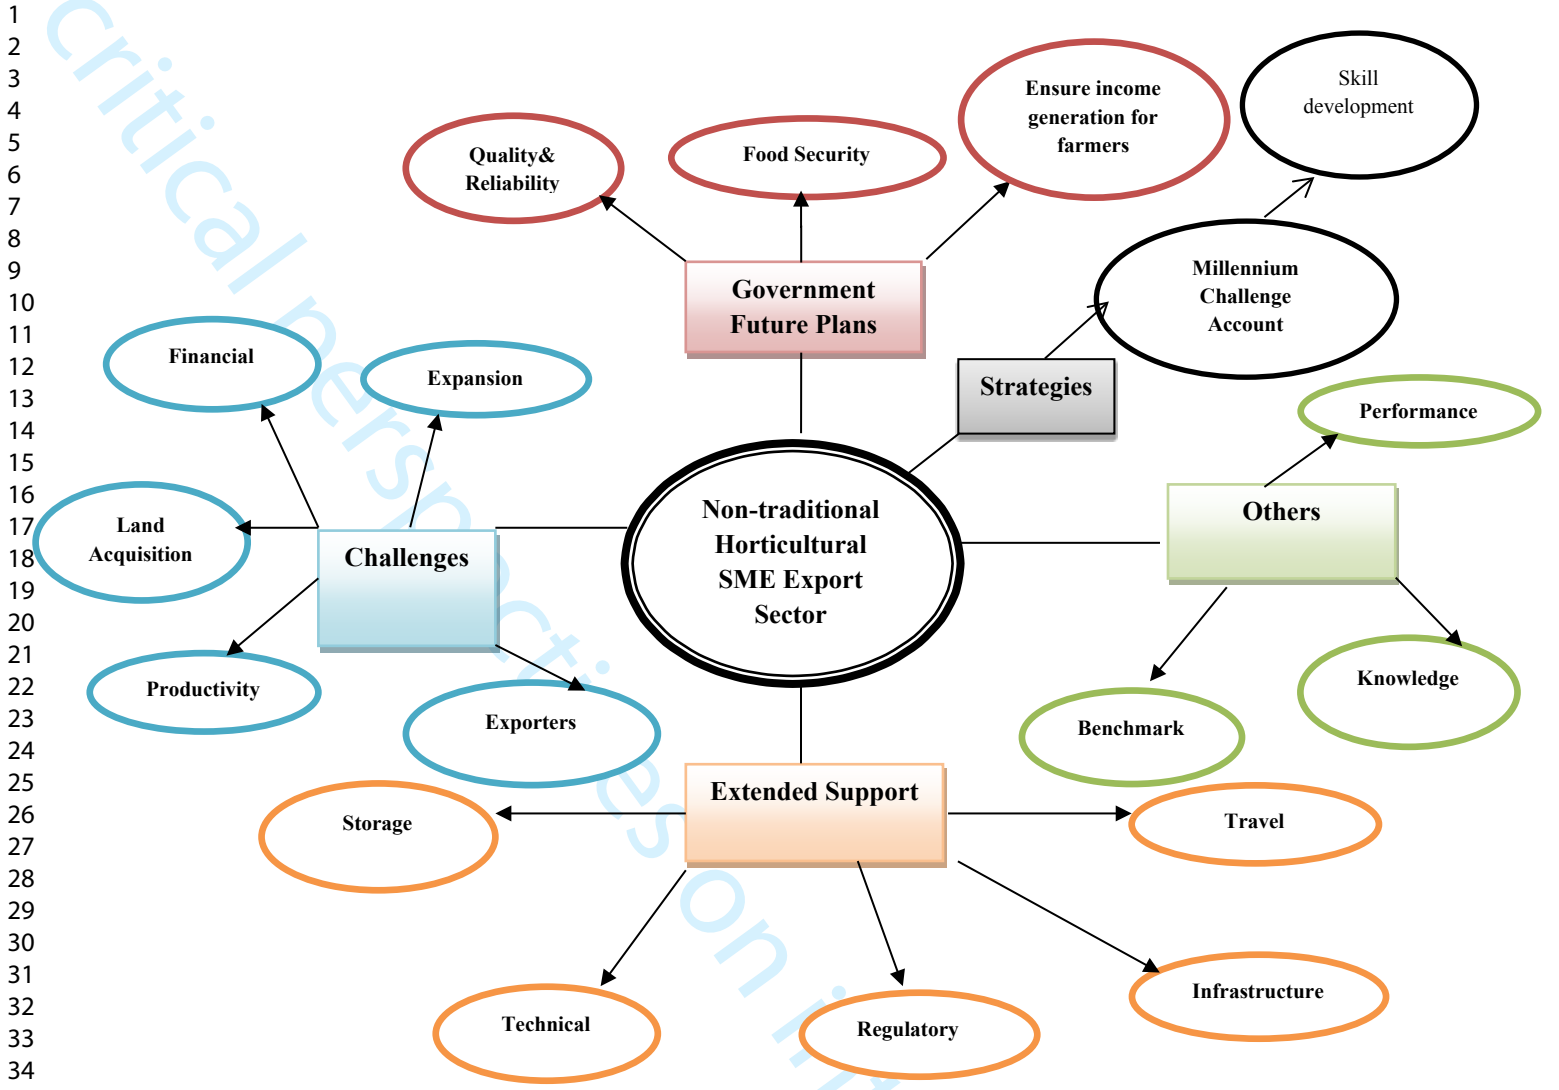 1
2
3
4
5
6
7
8
9
10
11
12
13
14
15
16
17
18
19
20
21
22
23
24
25
26
27
28
29
30
31
32
33
34
critical perspectives on
Quality&
Reliability
Food Security
Ensure income
generation for
farmers
Skill
development
Government
Future Plans
Millennium
Challenge
Account
Strategies
Financial
Expansion
Land
Acquisition
Challenges
Productivity
Exporters
Non-traditional
Horticultural
SME Export
Sector
Performance
Others
Knowledge
Benchmark
Extended Support
Storage
Travel
Technical
Regulatory
Infrastructure